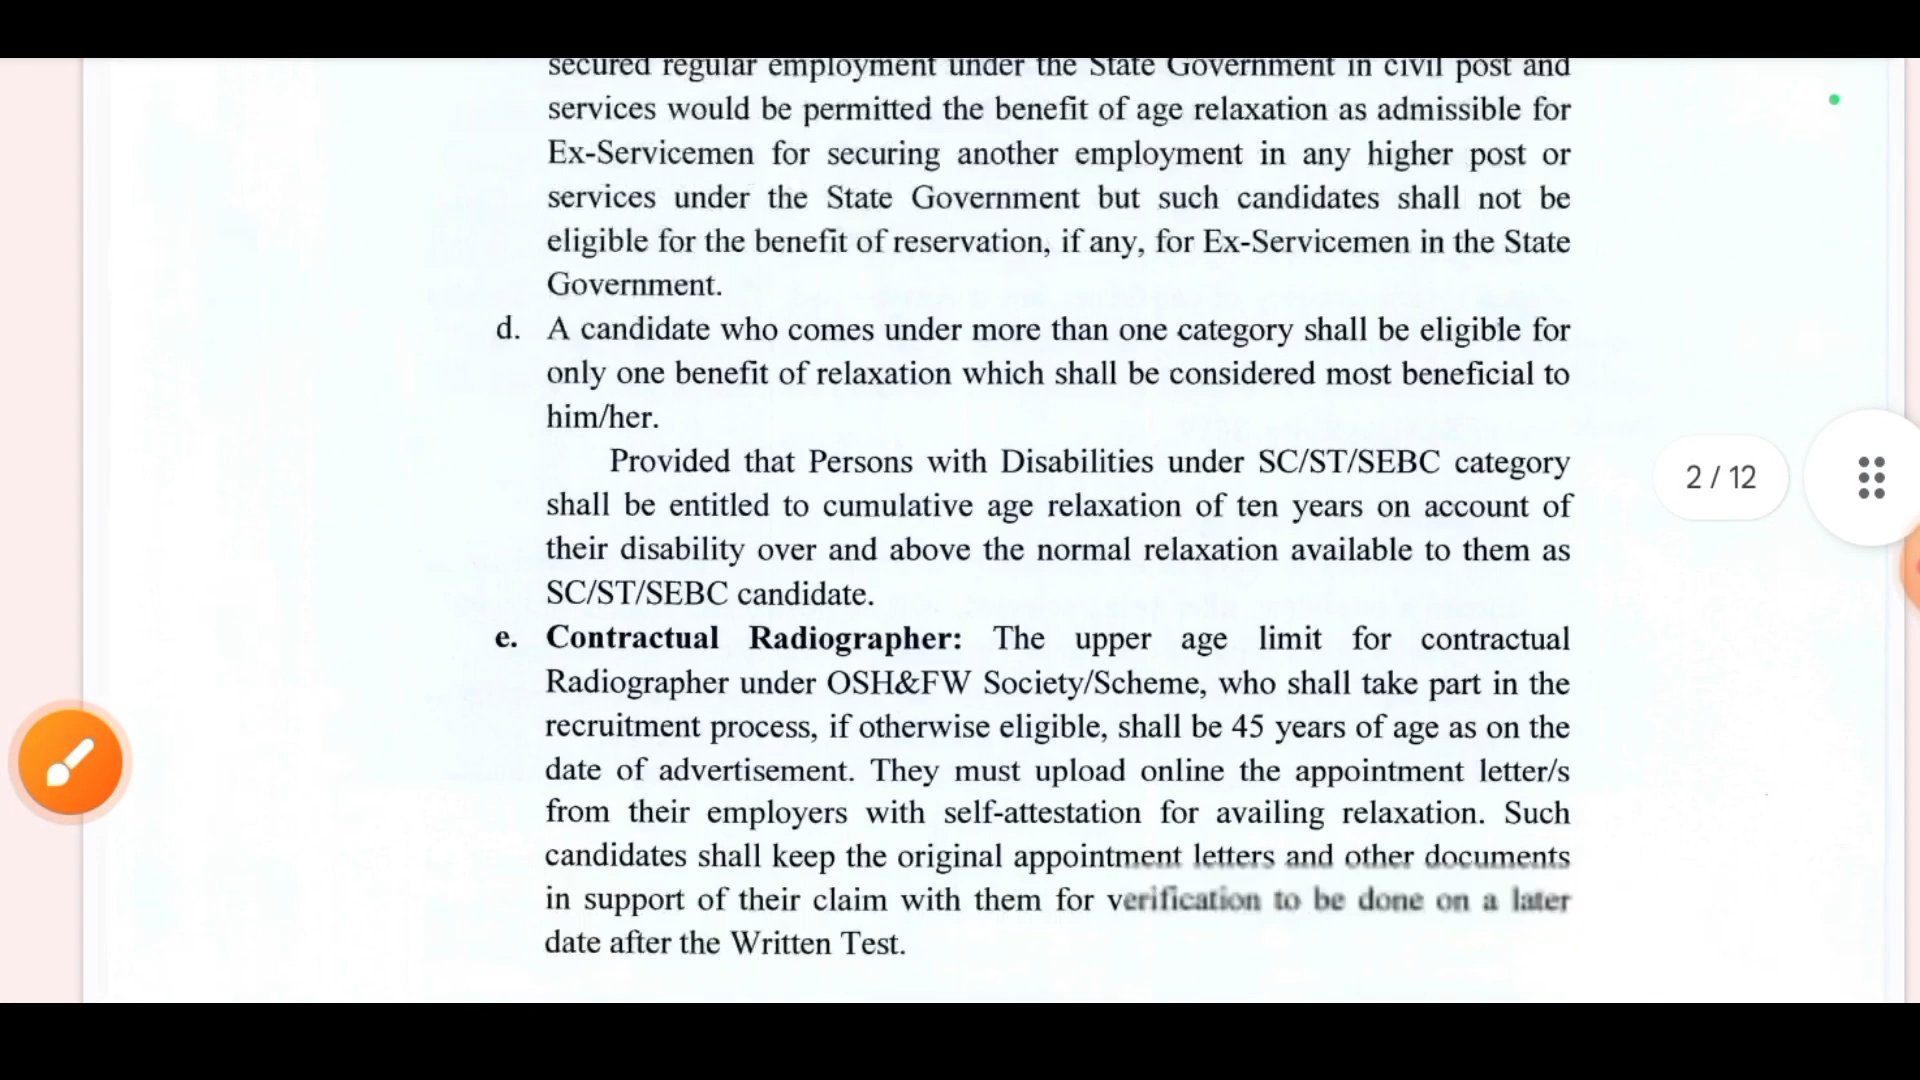 secured regular employment under the State Government in civil post and
services would be permitted the benefit of age relaxation as admissible for
Ex-Servicemen for securing another employment in any higher post or
services under the State Government but such candidates shall not be
eligible for the benefit of reservation, if any, for Ex-Servicemen in the State
Government.
d. A candidate who comes under more than one category shall be eligible for
only one benefit of relaxation which shall be considered most beneficial to
him/her.
Provided that Persons with Disabilities under SC/ST/SEBC category
shall be entitled to cumulative age relaxation of ten years on account of
their disability over and above the normal relaxation available to them as
SC/ST/SEBC candidate.
e. Contractual Radiographer: The upper age limit for contractual
Radiographer under OSH&FW Society/Scheme, who shall take part in the
recruitment process, if otherwise eligible, shall be 45 years of age as on the
date of advertisement. They must upload online the appointment letter/s
from their employers with self-attestation for availing relaxation. Such
candidates shall keep the original appointment letters and other documents
in support of their claim with them for verification to be done on a later
date after the Written Test.
2 / 12